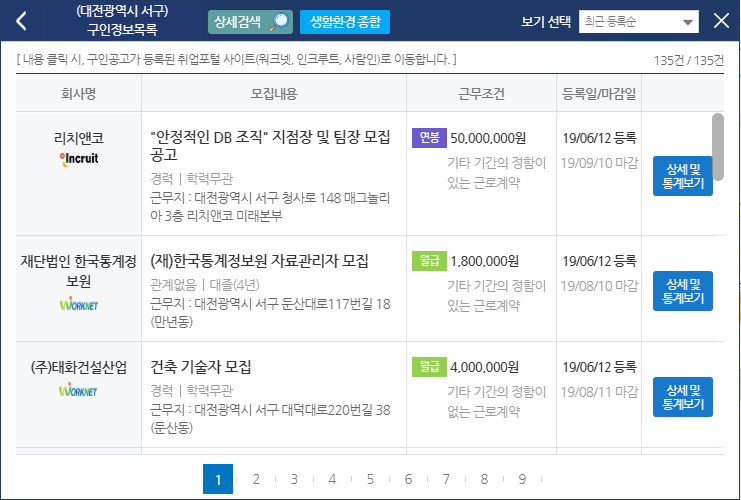 (대전광역시 서구)
구인정보목록
상세검색
생활환경 종합
보기 선택
최근 등록순
[ 내용 클릭 시, 구인공고가 등록된 취업포털 사이트(워크넷, 인크루트, 사람인)로 이동합니다. ]
135건 / 135건
회사명
모집내용
근무조건
등록일/마감일
리치앤코
인incruit
"안정적인 DB 조직" 지점장 및 팀장 모집
공고
경력 | 학력무관
근무지 : 대전광역시 서구 청사로 148 매그놀리
아 3층 리치앤코 미래본부
연봉 50,000,000원
기타 기간의 정함이
있는 근로계약
19/06/12 등록
19/09/10 마감
상세 및
통계보기
재단법인 한국통계정
보원
WORKNET
(재)한국통계정보원 자료관리자 모집
관계없음 | 대졸(4년)
근무지 : 대전광역시 서구 둔산대로117번길 18
(만년동)
월급 1,800,000원
기타 기간의 정함이
있는 근로계약
19/06/12 등록
19/08/10 마감
상세 및
통계보기
(주)태화건설산업
WORKNET
건축 기술자 모집
경력 | 학력무관
근무지 : 대전광역시 서구 대덕대로220번길 38
(둔산동)
월급 4,000,000원
기타 기간의 정함이
없는 근로계약
19/06/12 등록
19/08/11 마감
상세 및
통계보기
1 2 3 4 5 6 7 8 9